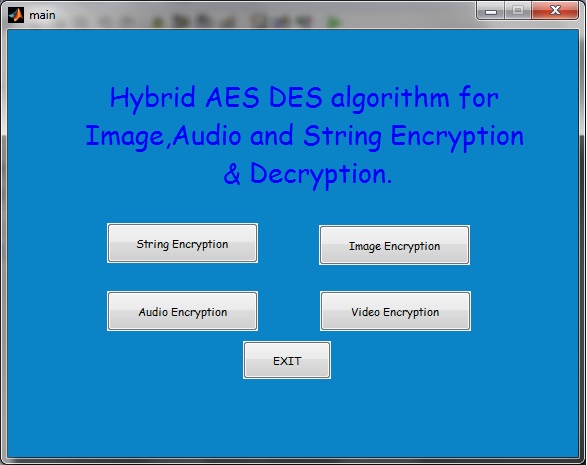 main
Hybrid AES DES algorithm for
Image,Audio and String Encryption
& Decryption.
String Encryption
Image Encryption
Audio Encryption
Video Encryption
EXIT